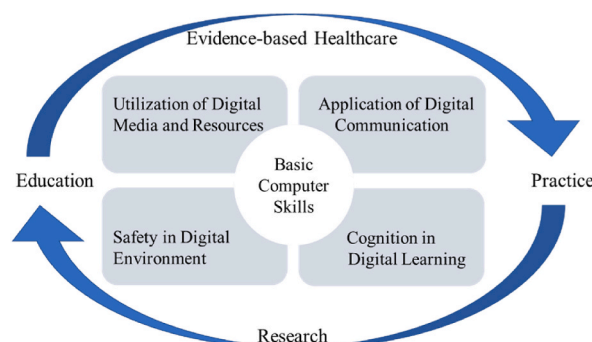 Evidence-based Healthcare
Utilization of Digital
Media and Resources
Application of Digital
Communication
Basic
Computer
Skills
Education
Practice
Safety in Digital
Environment
Cognition in
Digital Learning
Research